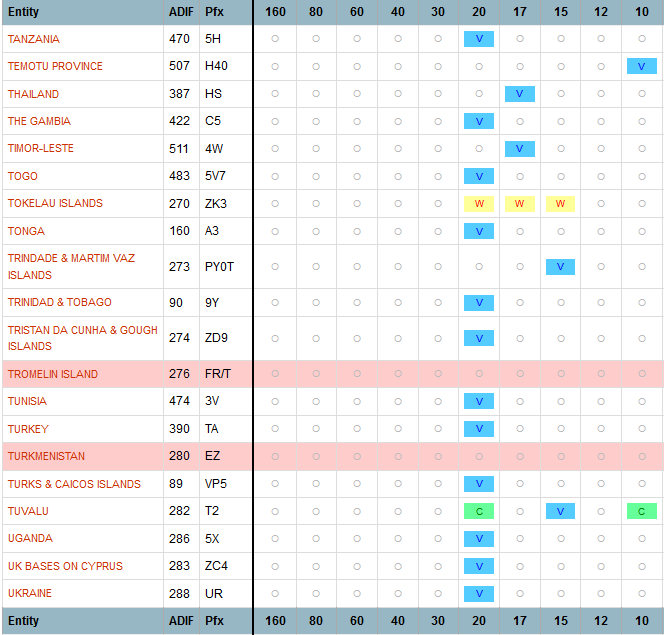 Entity ADIF Pfx 160 80 60 40 30 20 17 15 12 10
TANZANIA 470 5H V
TEMOTU PROVINCE 507 H40 V
THAILAND 387 HS V
THE GAMBIA 422 C5 V
TIMOR-LESTE 511 4W V
TOGO 483 5V7 V
TOKELAU ISLANDS 270 ZK3 W W W
TONGA 160 A3 V
TRINDADE & MARTIM VAZ
ISLANDS 273 PY0T V
TRINIDAD & TOBAGO 90 9Y V
TRISTAN DA CUNHA & GOUGH
ISLANDS 274 ZD9 V
TROMELIN ISLAND 276 FR/T
TUNISIA 474 3V V
TURKEY 390 TA V
TURKMENISTAN 280 EZ
TURKS & CAICOS ISLANDS 89 VP5 V
TUVALU 282 T2 C V C
UGANDA 286 5X V
UK BASES ON CYPRUS 283 ZC4 V
UKRAINE 288 UR V
Entity ADIF Pfx 160 80 60 40 30 20 17 15 12 10